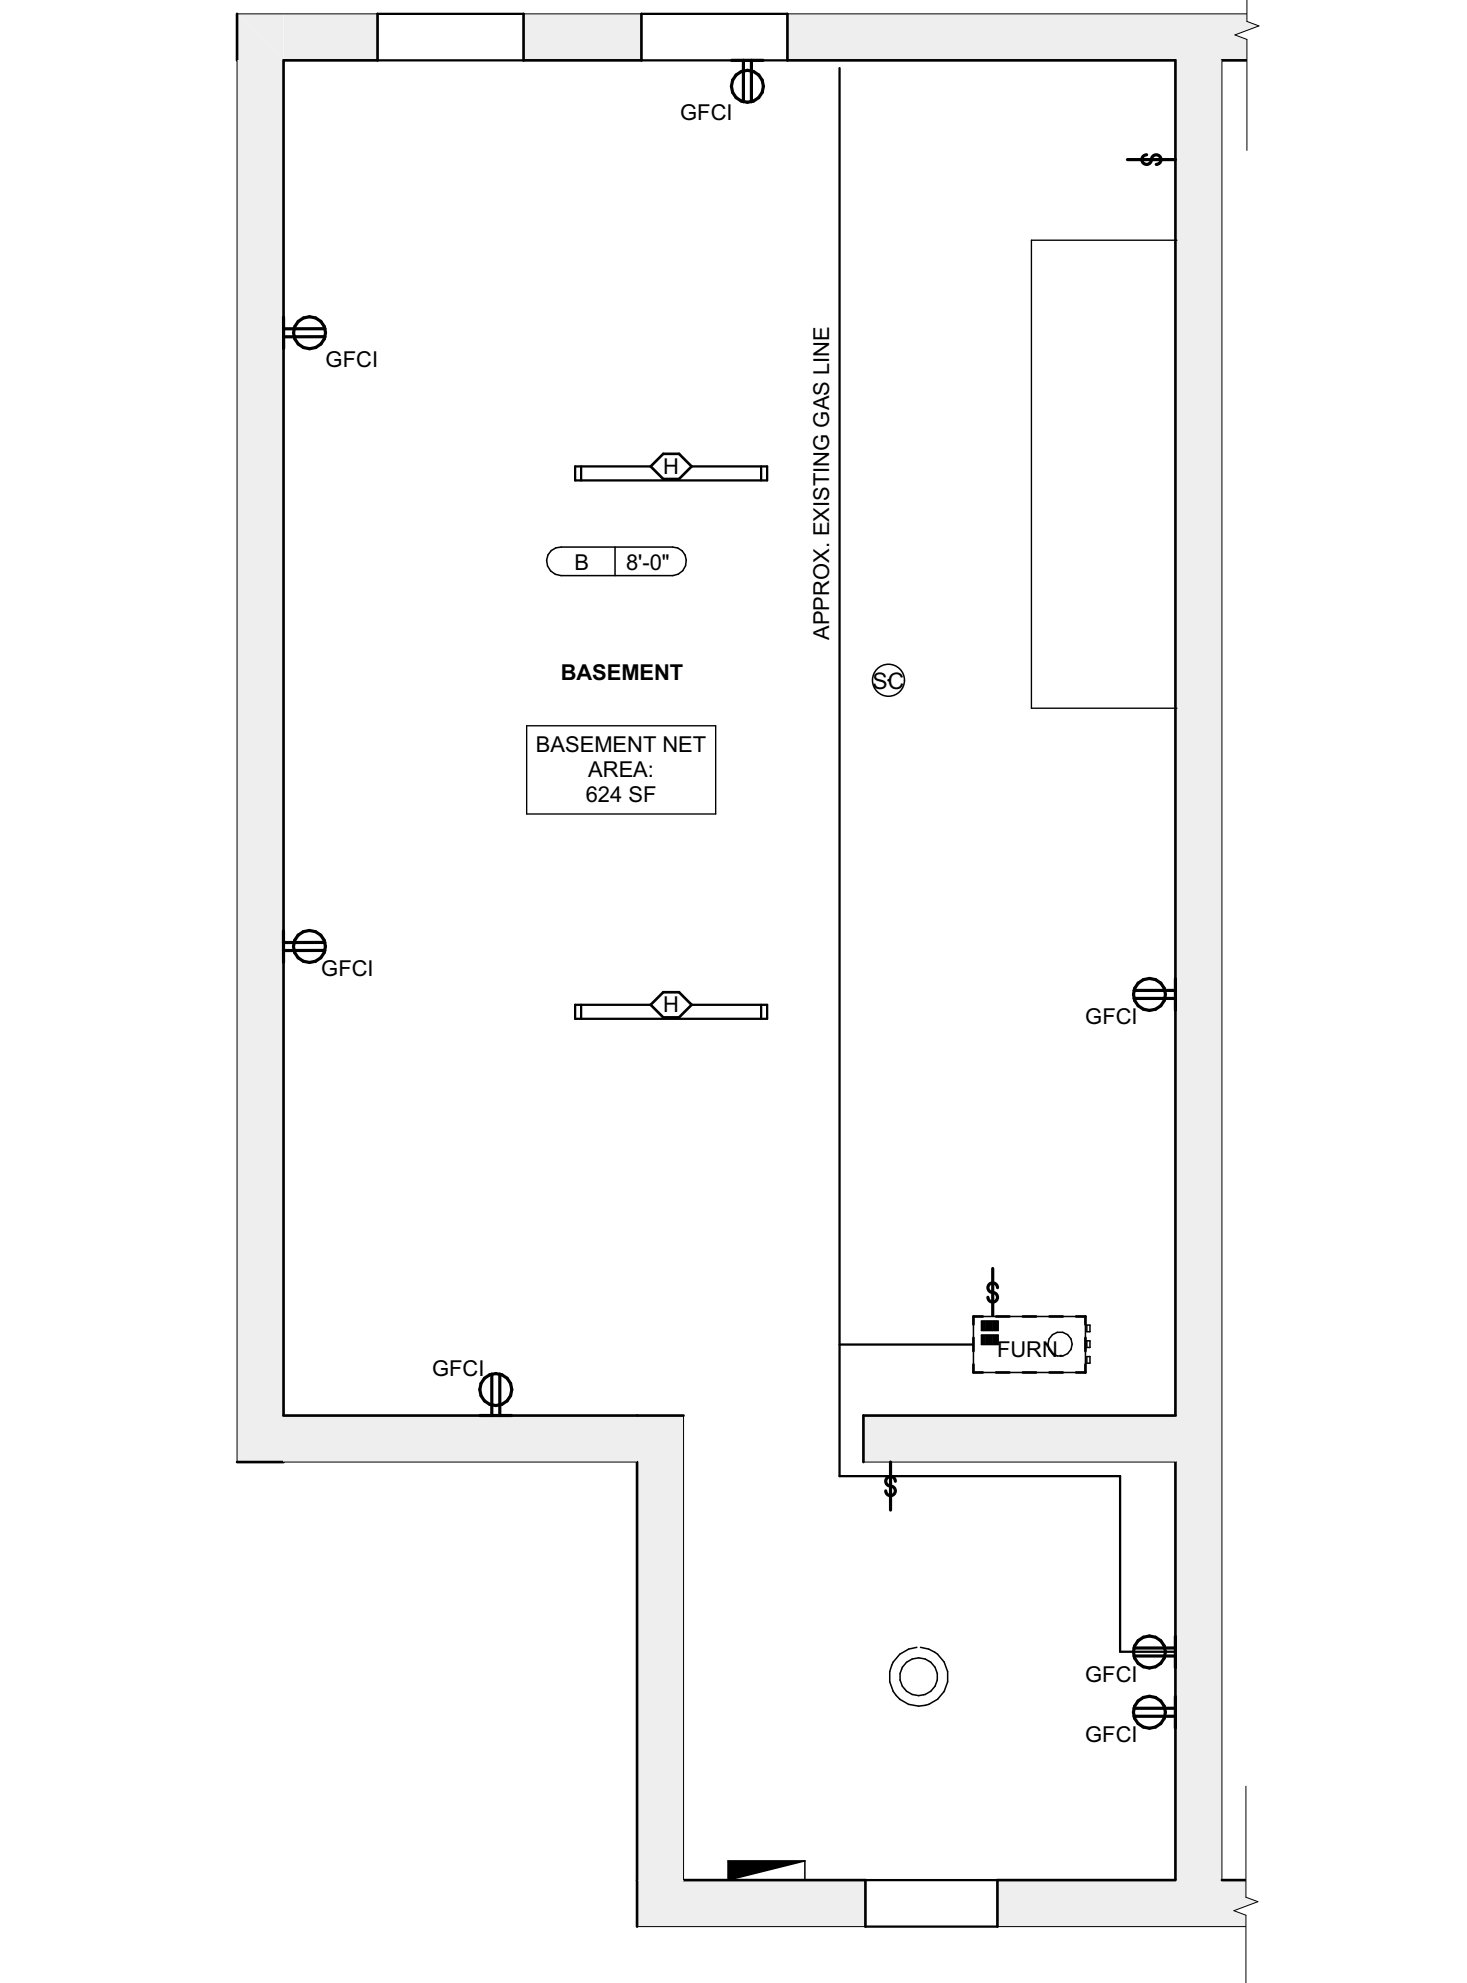 GFCI
S
GFCI
APPROX. EXISTING GAS LINE
H
B 8'-0"
BASEMENT
SC
BASEMENT NET
AREA:
624 SF
GFCI
H
GFCI
S
FURN
GFCI
S
GFCI
GFCI